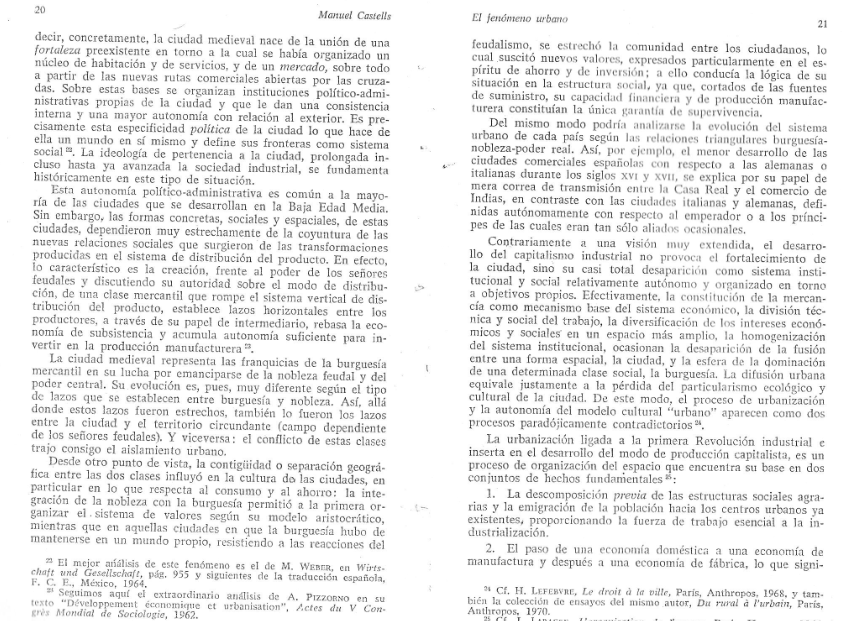 20
Manuel Castells
decir, concretamente, la ciudad medieval nace de la unión de una
fortaleza preexistente en torno a la cual se había organizado un
núcleo de habitación y de servicios, y de un mercado, sobre todo
a partir de las nuevas rutas comerciales abiertas por las cruza-
das. Sobre estas bases se organizan instituciones político-admi-
nistrativas propias de la ciudad y que le dan una consistencia
interna y una mayor autonomía con relación al exterior. Es pre-
cisamente esta especificidad política de la ciudad lo que hace de
ella un mundo en sí mismo y define sus fronteras como sistema
social ²². La ideología de pertenencia a la ciudad, prolongada in-
cluso hasta ya avanzada la sociedad industrial, se fundamenta
históricamente en este tipo de situación.
Esta autonomía político-administrativa es común a la mayo-
ría de las ciudades que se desarrollan en la Baja Edad Media.
Sin embargo, las formas concretas, sociales y espaciales, de estas
ciudades, dependieron muy estrechamente de la coyuntura de las
nuevas relaciones sociales que surgieron de las transformaciones
producidas en el sistema de distribución del producto. En efecto,
lo característico es la creación, frente al poder de los señores
feudales y discutiendo su autoridad sobre el modo de distribu-
ción, de una clase mercantil que rompe el sistema vertical de dis-
tribución del producto, establece lazos horizontales entre los
productores, a través de su papel de intermediario, rebasa la eco-
nomía de subsistencia y acumula autonomía suficiente para in-
vertir en la producción manufacturera ²³.
La ciudad medieval representa las franquicias de la burguesía
mercantil en su lucha por emanciparse de la nobleza feudal y del
poder central. Su evolución es, pues, muy diferente según el tipo
de lazos que se establecen entre burguesía y nobleza. Así, allá
donde estos lazos fueron estrechos, también lo fueron los lazos
entre la ciudad y el territorio circundante (campo dependiente
de los señores feudales). Y viceversa: el conflicto de estas clases
trajo consigo el aislamiento urbano.
Desde otro punto de vista, la contigüidad o separación geográ-
fica entre las dos clases influyó en la cultura de las ciudades, en
particular en lo que respecta al consumo y al ahorro: la inte-
gración de la nobleza con la burguesía permitió a la primera or-
ganizar el sistema de valores según su modelo aristocrático,
mientras que en aquellas ciudades en que la burguesía hubo de
mantenerse en un mundo propio, resistiendo a las reacciones del
²² El mejor análisis de este fenómeno es el de M. WEBER, en Wirts-
chaft und Gesellschaft, pág. 955 y siguientes de la traducción española,
F. C. E., México, 1964.
²³ Seguimos aquí el extraordinario análisis de A. PIZZORNO en su
texto "Développement économique et urbanisation", Actes du V Con-
grès Mondial de Sociologie, 1962.
El fenómeno urbano
21
feudalismo, se estrechó la comunidad entre los ciudadanos, lo
cual suscitó nuevos valores, expresados particularmente en el es-
píritu de ahorro y de inversión; a ello conducía la lógica de su
situación en la estructura social, ya que, cortados de las fuentes
de suministro, su capacidad financiera y de producción manufac-
turera constituían la única garantía de supervivencia.
Del mismo modo podría analizarse la evolución del sistema
urbano de cada país según las relaciones triangulares burguesía-
nobleza-poder real. Así, por ejemplo, el menor desarrollo de las
ciudades comerciales españolas con respecto a las alemanas o
italianas durante los siglos XVI y XVII, se explica por su papel de
mera correa de transmisión entre la Casa Real y el comercio de
Indias, en contraste con las ciudades italianas y alemanas, defi-
nidas autónomamente con respecto al emperador o a los prínci-
pes de las cuales eran tan sólo aliados ocasionales.
Contrariamente a una visión muy extendida, el desarro-
llo del capitalismo industrial no provoca el fortalecimiento de
la ciudad, sino su casi total desaparición como sistema insti-
tucional y social relativamente autónomo y organizado en torno
a objetivos propios. Efectivamente, la constitución de la mercan-
cía como mecanismo base del sistema económico, la división téc-
nica y social del trabajo, la diversificación de los intereses econó-
micos y sociales en un espacio más amplio, la homogenización
del sistema institucional, ocasionan la desaparición de la fusión
entre una forma espacial, la ciudad, y la esfera de la dominación
de una determinada clase social, la burguesía. La difusión urbana
equivale justamente a la pérdida del particularismo ecológico y
cultural de la ciudad. De este modo, el proceso de urbanización
y la autonomía del modelo cultural "urbano" aparecen como dos
procesos paradójicamente contradictorios ²⁴.
La urbanización ligada a la primera Revolución industrial e
inserta en el desarrollo del modo de producción capitalista, es un
proceso de organización del espacio que encuentra su base en dos
conjuntos de hechos fundamentales ²⁵:
1. La descomposición previa de las estructuras sociales agra-
rias y la emigración de la población hacia los centros urbanos ya
existentes, proporcionando la fuerza de trabajo esencial a la in-
dustrialización.
2. El paso de una economía doméstica a una economía de
manufactura y después a una economía de fábrica, lo que signi-
²⁴ Cf. H. LEFEBVRE, Le droit à la ville, París, Anthropos, 1968, y tam-
bién la colección de ensayos del mismo autor, Du rural à l'urbain, París,
Anthropos, 1970.